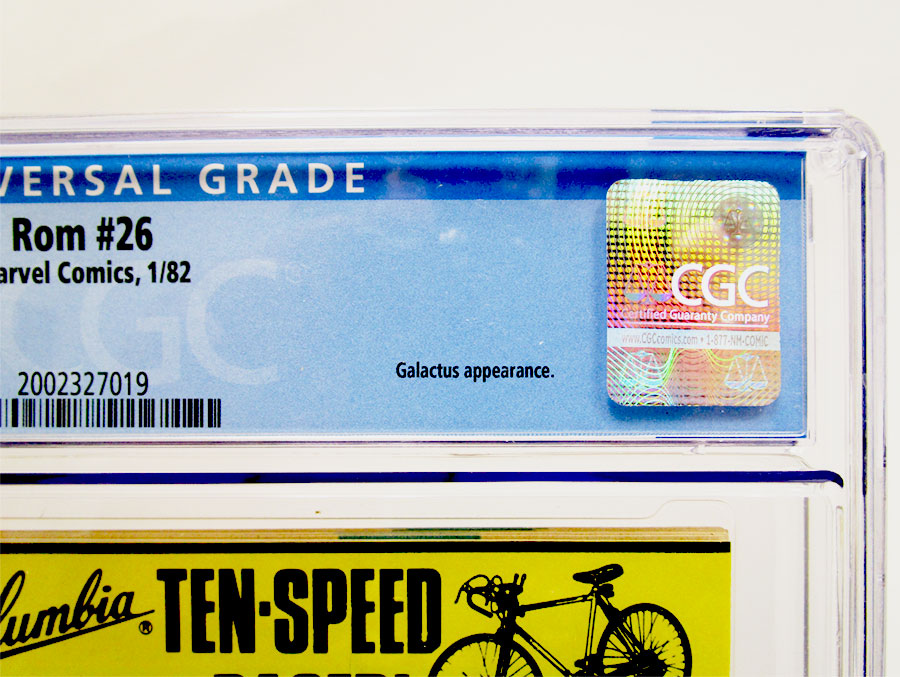 VERSAL GRADE
Rom #26
arvel Comics, 1/82
CGC
2002327019
Galactus appearance.
CGC
Certified Guaranty Company
www.CGCcomics.com • 1-877-NM-COMIC
lumbia® TEN-SPEED